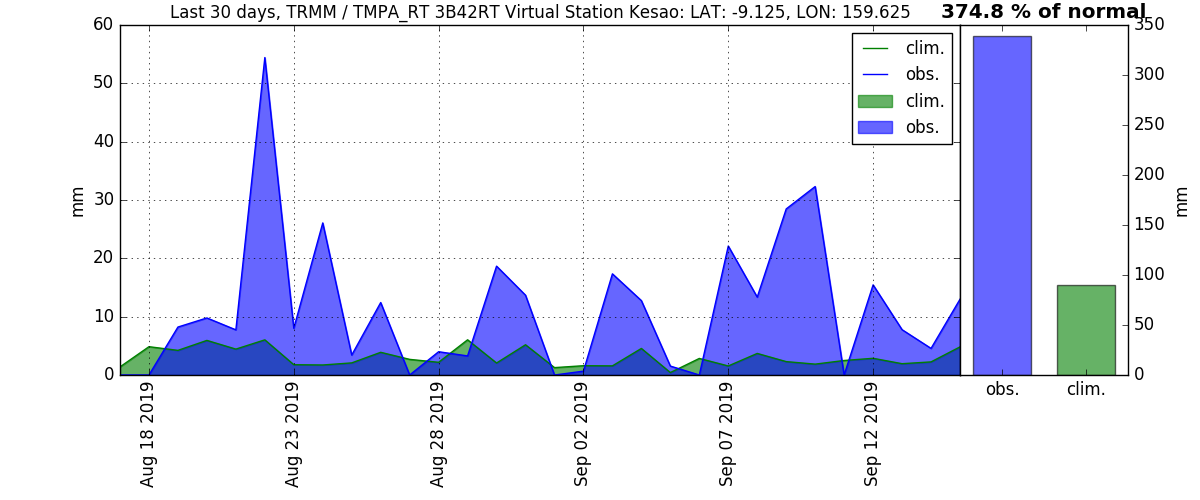 Last 30 days, TRMM / TMPA_RT 3B42RT Virtual Station Kesao: LAT: -9.125, LON: 159.625
374.8 % of normal
60
50
40
30
20
10
0
mm
clim.
obs.
clim.
obs.
Aug 18 2019
Aug 23 2019
Aug 28 2019
Sep 02 2019
Sep 07 2019
Sep 12 2019
350
300
250
200
150
100
50
0
mm
obs.
clim.